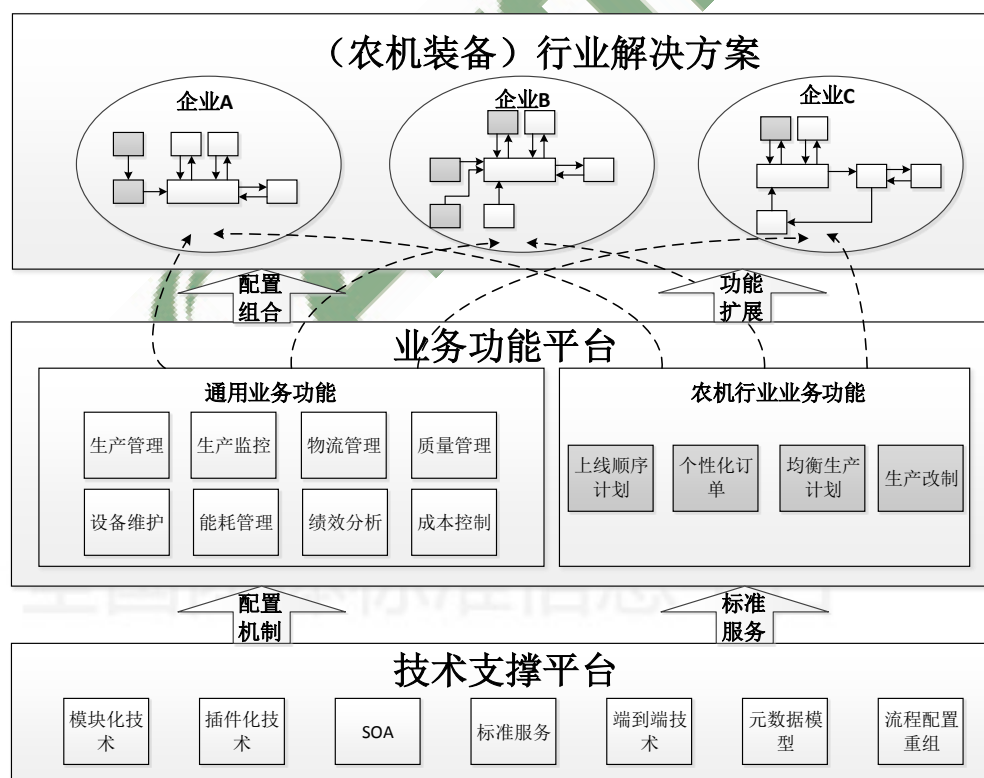 （农机装备）行业解决方案
企业A
企业B
企业C
配置
组合
功能
扩展
业务功能平台
通用业务功能
生产管理
生产监控
物流管理
质量管理
设备维护
能耗管理
绩效分析
成本控制
农机行业业务功能
上线顺序
计划
个性化订
单
均衡生产
计划
生产改制
配置
机制
标准
服务
技术支撑平台
模块化技
术
插件化技
术
SOA
标准服务
端到端技
术
元数据模
型
流程配置
重组